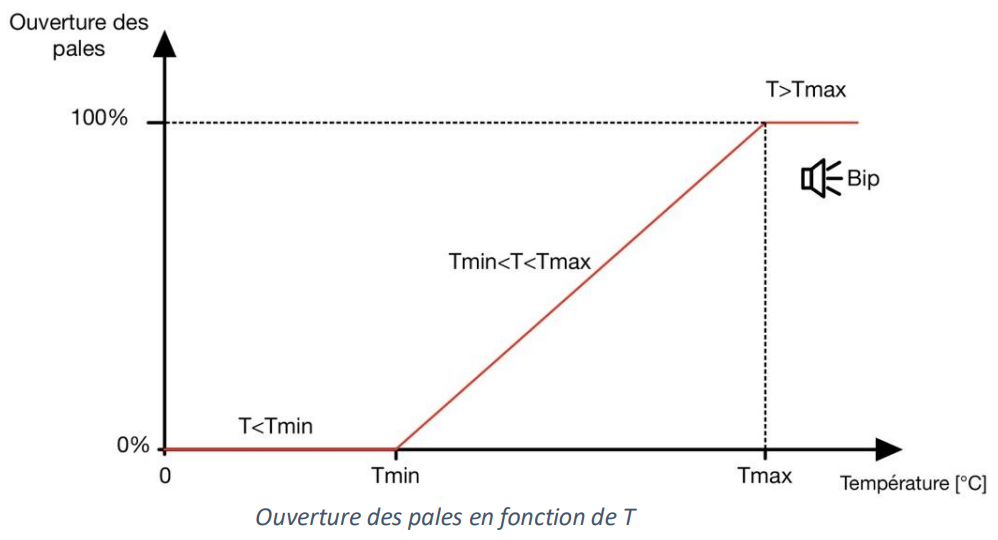 Ouverture des
pales
T>Tmax
100%
Bip
Tmin<T<Tmax
T<Tmin
0%
0
Tmin
Tmax
Température [°C]
Ouverture des pales en fonction de T